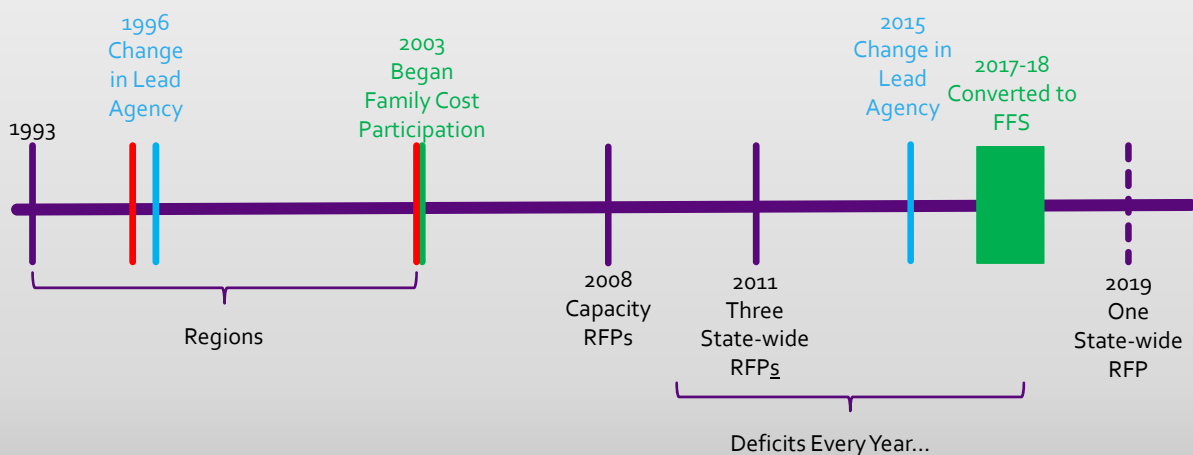 1993
1996
Change
in Lead
Agency
2003
Began
Family Cost
Participation
2015
Change in
Lead
Agency
2017-18
Converted to
FFS
Regions
2008
Capacity
RFPs
2011
Three
State-wide
RFPs
2019
One
State-wide
RFP
Deficits Every Year...